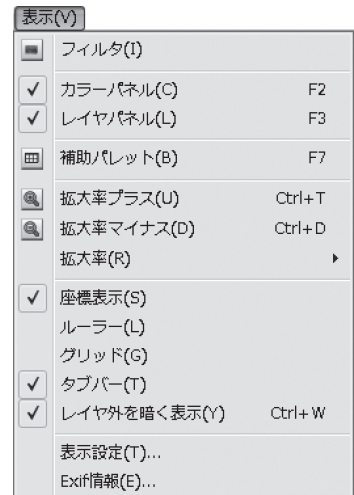 表示(V)
フィルタ(I)
カラーパネル(C) F2
レイヤパネル(L) F3
補助パレット(B) F7
拡大率プラス(U) Ctrl+T
拡大率マイナス(D) Ctrl+D
拡大率(R)
座標表示(S)
ルーラー(L)
グリッド(G)
タブバー(T)
レイヤ外を暗く表示(Y) Ctrl+W
表示設定(T)...
Exif情報(E)...